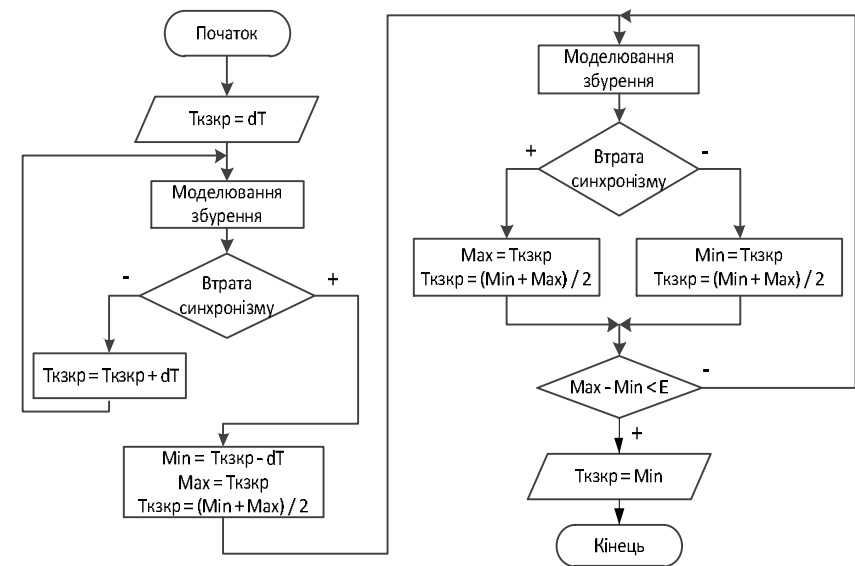 Початок
Ткзкр = dT
Моделювання
збурення
Втрата
синхронізму
-
+
Ткзкр = Ткзкр + dT
Min = Ткзкр - dT
Max = Ткзкр
Ткзкр = (Min + Max) / 2
Моделювання
збурення
Втрата
синхронізму
+
-
Max = Ткзкр
Ткзкр = (Min + Max) / 2
Min = Ткзкр
Ткзкр = (Min + Max) / 2
Max - Min < E
-
+
Ткзкр = Min
Кінець